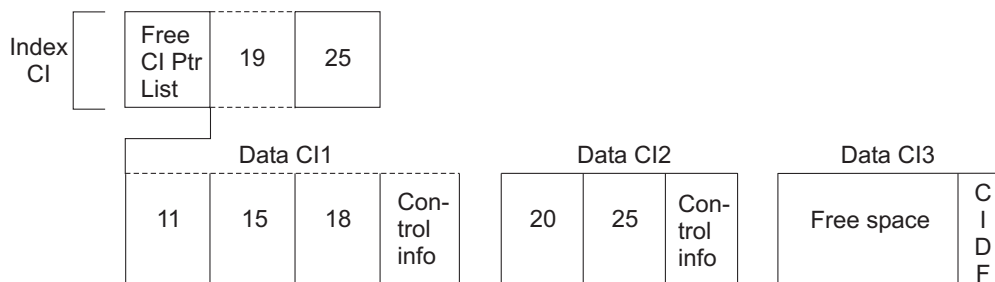 Index
CI
Free
CI Ptr
List
19
25
Data CI1
Data CI2
Data CI3
11
15
18
Con-
trol
info
20
25
Con-
trol
info
Free space
C
I
D
F